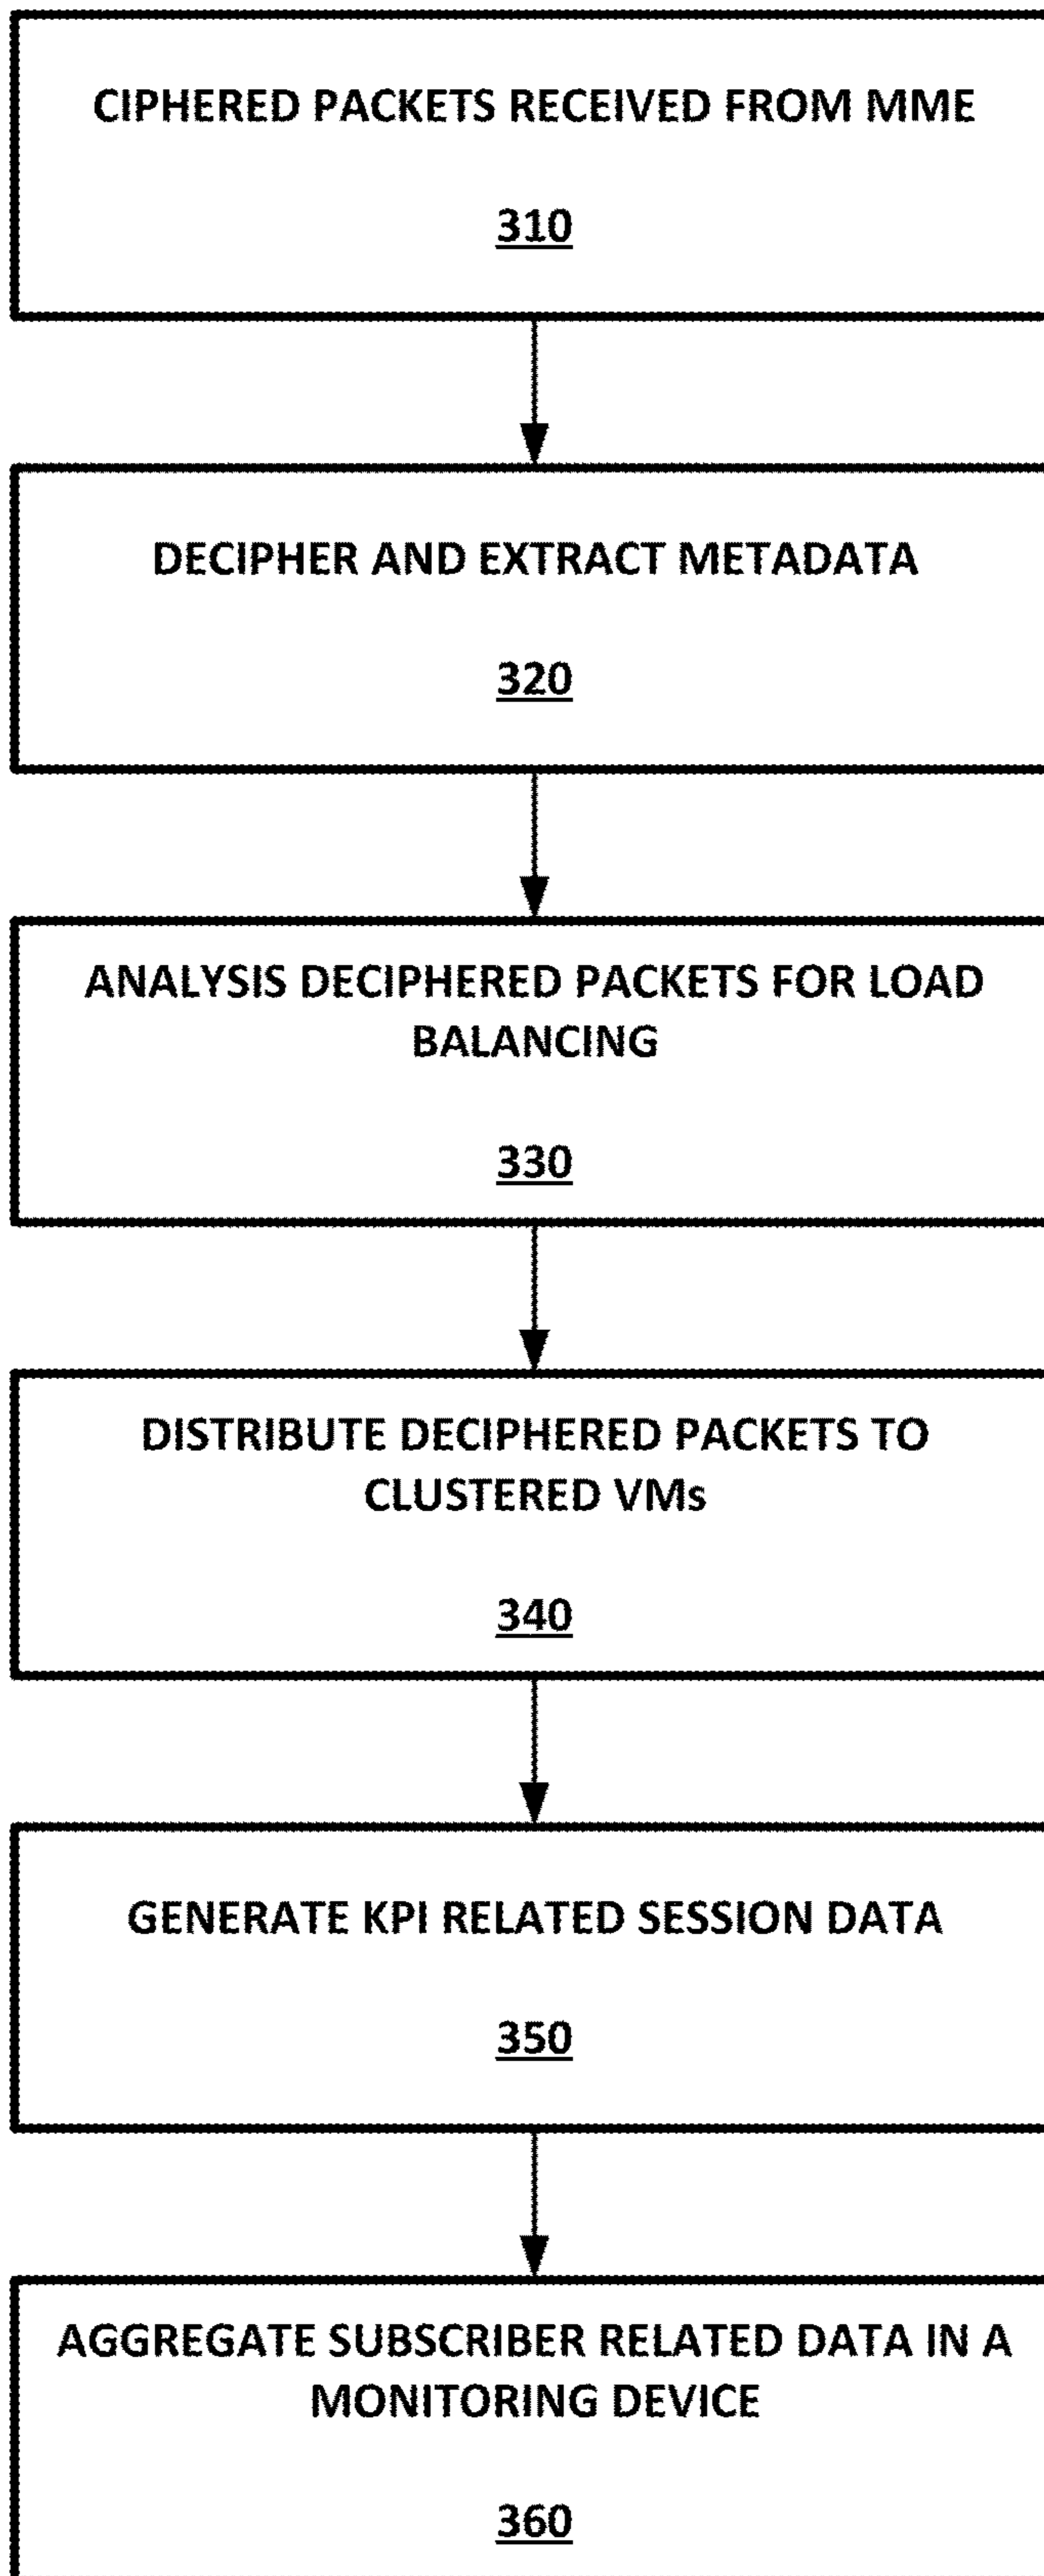 CIPHERED PACKETS RECEIVED FROM MME
310
DECIPHER AND EXTRACT METADATA
320
ANALYSIS DECIPHERED PACKETS FOR LOAD
BALANCING
330
DISTRIBUTE DECIPHERED PACKETS TO
CLUSTERED VMs
340
GENERATE KPI RELATED SESSION DATA
350
AGGREGATE SUBSCRIBER RELATED DATA IN A
MONITORING DEVICE
360